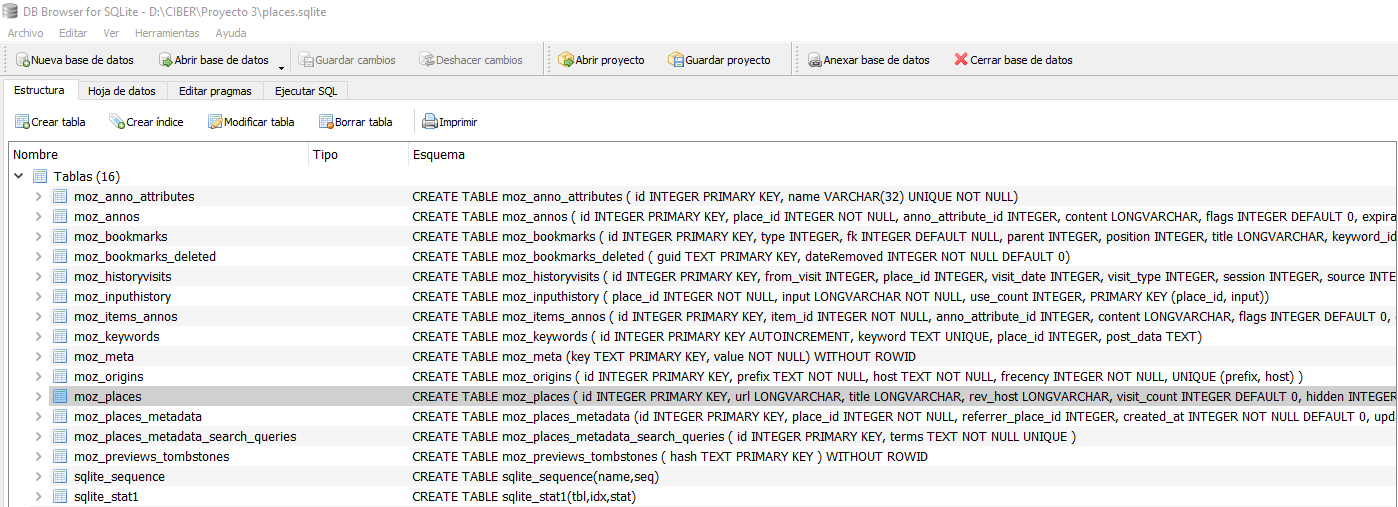 DB Browser for SQLite - D:\CIBER\Proyecto 3\places.sqlite
Archivo Editar Ver Herramientas Ayuda
Nueva base de datos Abrir base de datos Guardar cambios Deshacer cambios Abrir proyecto Guardar proyecto Anexar base de datos Cerrar base de datos
Estructura Hoja de datos Editar pragmas Ejecutar SQL
Crear tabla Crear índice Modificar tabla Borrar tabla Imprimir
Nombre Tipo Esquema
Tablas (16)
moz_anno_attributes CREATE TABLE moz_anno_attributes ( id INTEGER PRIMARY KEY, name VARCHAR(32) UNIQUE NOT NULL)
moz_annos CREATE TABLE moz_annos ( id INTEGER PRIMARY KEY, place_id INTEGER NOT NULL, anno_attribute_id INTEGER, content LONGVARCHAR, flags INTEGER DEFAULT 0, expira
moz_bookmarks CREATE TABLE moz_bookmarks ( id INTEGER PRIMARY KEY, type INTEGER, fk INTEGER DEFAULT NULL, parent INTEGER, position INTEGER, title LONGVARCHAR, keyword_id
moz_bookmarks_deleted CREATE TABLE moz_bookmarks_deleted ( guid TEXT PRIMARY KEY, dateRemoved INTEGER NOT NULL DEFAULT 0)
moz_historyvisits CREATE TABLE moz_historyvisits ( id INTEGER PRIMARY KEY, from_visit INTEGER, place_id INTEGER, visit_date INTEGER, visit_type INTEGER, session INTEGER, source INTE
moz_inputhistory CREATE TABLE moz_inputhistory ( place_id INTEGER NOT NULL, input LONGVARCHAR NOT NULL, use_count INTEGER, PRIMARY KEY (place_id, input))
moz_items_annos CREATE TABLE moz_items_annos ( id INTEGER PRIMARY KEY, item_id INTEGER NOT NULL, anno_attribute_id INTEGER, content LONGVARCHAR, flags INTEGER DEFAULT 0,
moz_keywords CREATE TABLE moz_keywords ( id INTEGER PRIMARY KEY AUTOINCREMENT, keyword TEXT UNIQUE, place_id INTEGER, post_data TEXT)
moz_meta CREATE TABLE moz_meta (key TEXT PRIMARY KEY, value NOT NULL) WITHOUT ROWID
moz_origins CREATE TABLE moz_origins ( id INTEGER PRIMARY KEY, prefix TEXT NOT NULL, host TEXT NOT NULL, frecency INTEGER NOT NULL, UNIQUE (prefix, host) )
moz_places CREATE TABLE moz_places ( id INTEGER PRIMARY KEY, url LONGVARCHAR, title LONGVARCHAR, rev_host LONGVARCHAR, visit_count INTEGER DEFAULT 0, hidden INTEGER
moz_places_metadata CREATE TABLE moz_places_metadata (id INTEGER PRIMARY KEY, place_id INTEGER NOT NULL, referrer_place_id INTEGER, created_at INTEGER NOT NULL DEFAULT 0, upd
moz_places_metadata_search_queries CREATE TABLE moz_places_metadata_search_queries ( id INTEGER PRIMARY KEY, terms TEXT NOT NULL UNIQUE )
moz_previews_tombstones CREATE TABLE moz_previews_tombstones ( hash TEXT PRIMARY KEY ) WITHOUT ROWID
sqlite_sequence CREATE TABLE sqlite_sequence(name,seq)
sqlite_stat1 CREATE TABLE sqlite_stat1(tbl,idx,stat)